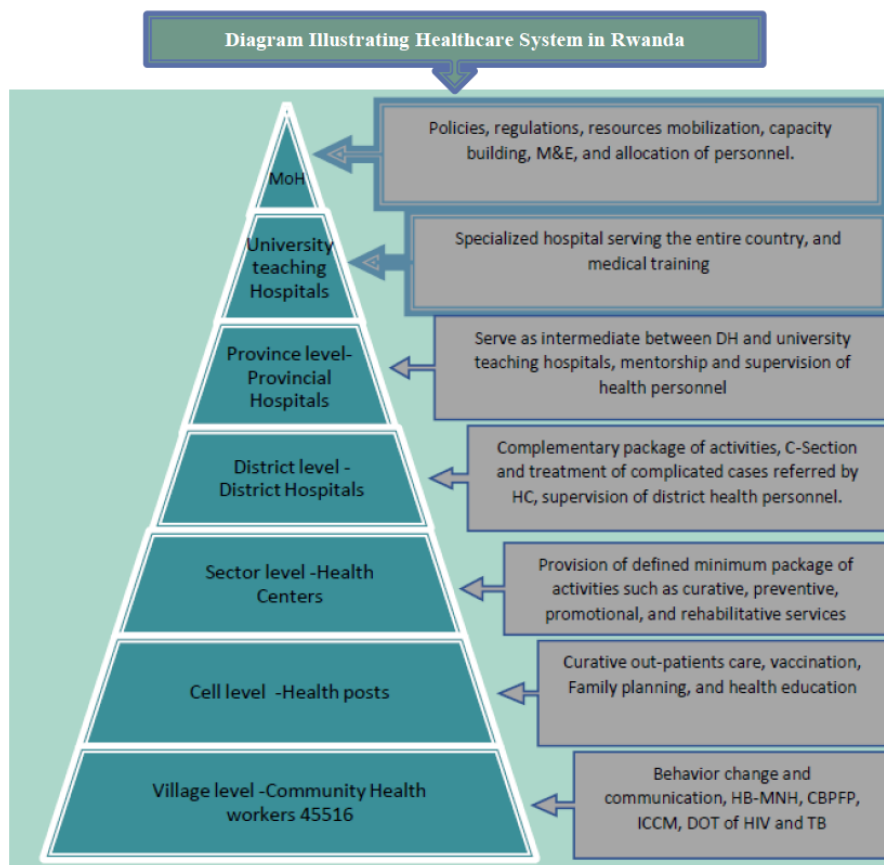 Diagram Illustrating Healthcare System in Rwanda
MoH
Policies, regulations, resources mobilization, capacity
building, M&E, and allocation of personnel.
University
teaching
Hospitals
Specialized hospital serving the entire country, and
medical training
Province level-
Provincial
Hospitals
Serve as intermediate between DH and university
teaching hospitals, mentorship and supervision of
health personnel
District level -
District Hospitals
Complementary package of activities, C-Section
and treatment of complicated cases referred by
HC, supervision of district health personnel.
Sector level -Health
Centers
Provision of defined minimum package of
activities such as curative, preventive,
promotional, and rehabilitative services
Cell level -Health posts
Curative out-patients care, vaccination,
Family planning, and health education
Village level -Community Health
workers 45516
Behavior change and
communication, HB-MNH, CBPFP,
ICCM, DOT of HIV and TB